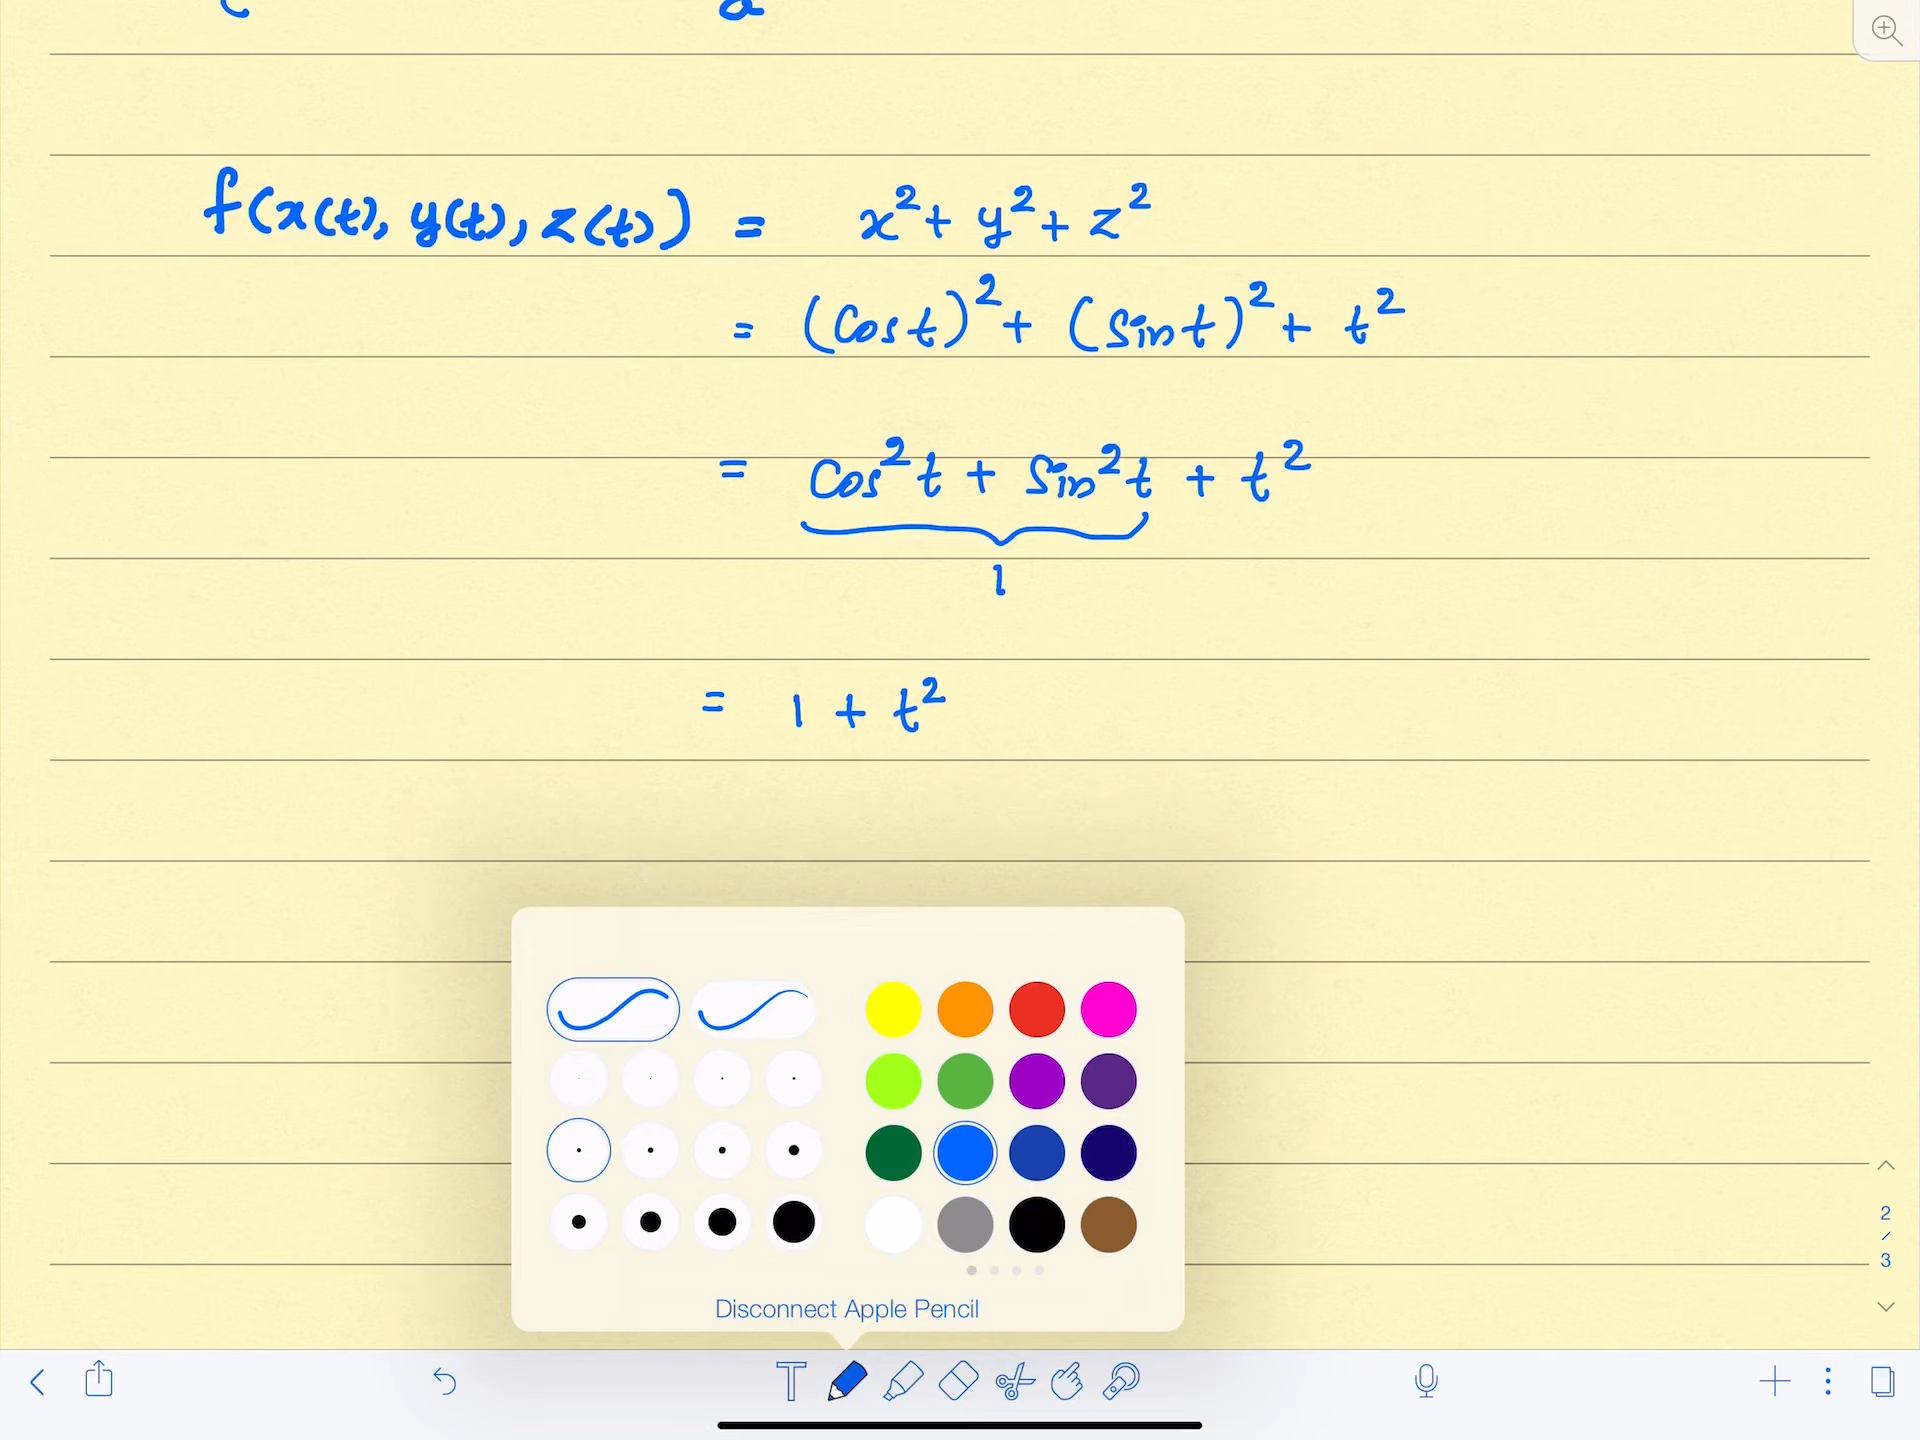 f(x(t), y(t), z(t)) = x² + y² + z²
= (cos t)² + (sin t)² + t²
= cos²t + sin²t + t²
1
= 1 + t²
Disconnect Apple Pencil
2
/
3
T